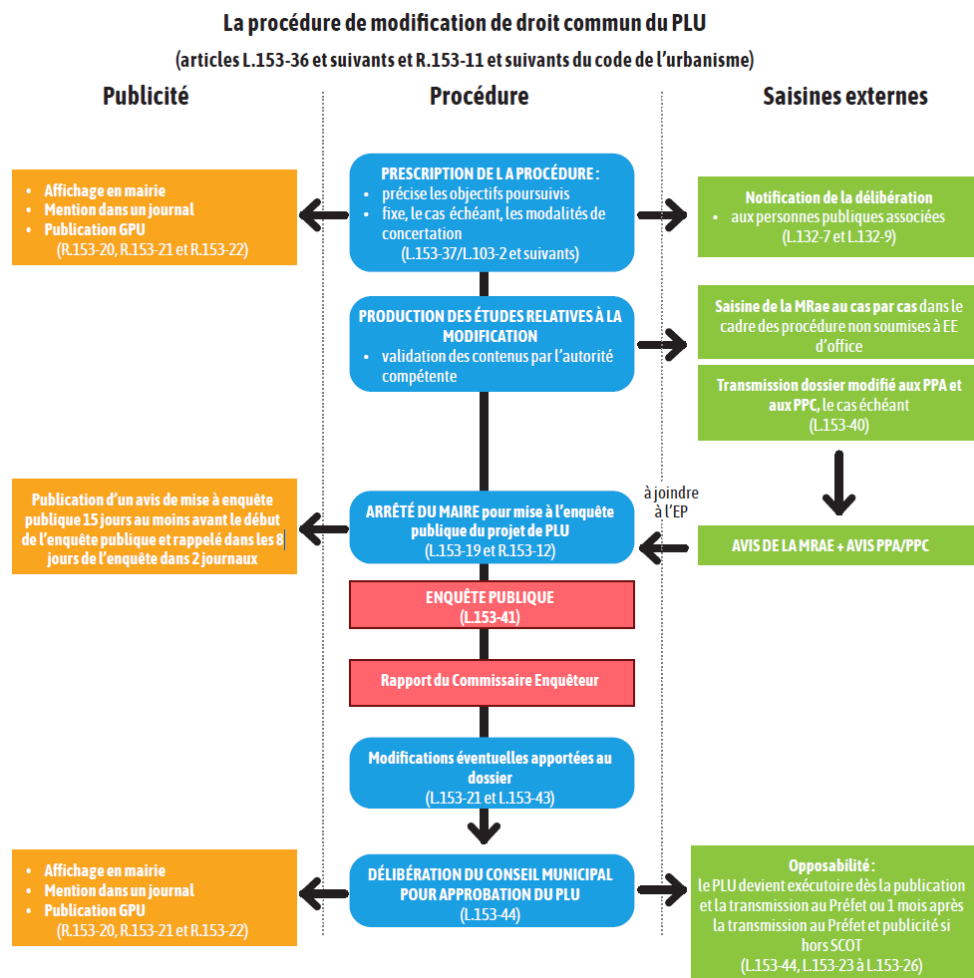 La procédure de modification de droit commun du PLU
(articles L.153-36 et suivants et R.153-11 et suivants du code de l'urbanisme)
Publicité
Procédure
Saisines externes
• Affichage en mairie
• Mention dans un journal
• Publication GPU
(R.153-20, R.153-21 et R.153-22)
PRESCRIPTION DE LA PROCÉDURE :
• précise les objectifs poursuivis
• fixe, le cas échéant, les modalités de
concertation
(L.153-37/L.103-2 et suivants)
Notification de la délibération
• aux personnes publiques associées
(L.132-7 et L.132-9)
PRODUCTION DES ÉTUDES RELATIVES À LA
MODIFICATION
• validation des contenus par l'autorité
compétente
Saisine de la MRae au cas par cas dans le
cadre des procédure non soumises à EE
d'office
Transmission dossier modifié aux PPA et
aux PPC, le cas échéant
(L.153-40)
Publication d'un avis de mise à enquête
publique 15 jours au moins avant le début
de l'enquête publique et rappelé dans les 8
jours de l'enquête dans 2 journaux
ARRÊTÉ DU MAIRE pour mise à l'enquête
publique du projet de PLU
(L.153-19 et R.153-12)
à joindre
à l'EP
AVIS DE LA MRAE + AVIS PPA/PPC
ENQUÊTE PUBLIQUE
(L.153-41)
Rapport du Commissaire Enquêteur
Modifications éventuelles apportées au
dossier
(L.153-21 et L.153-43)
• Affichage en mairie
• Mention dans un journal
• Publication GPU
(R.153-20, R.153-21 et R.153-22)
DÉLIBÉRATION DU CONSEIL MUNICIPAL
POUR APPROBATION DU PLU
(L.153-44)
Opposabilité :
le PLU devient exécutoire dès la publication
et la transmission au Préfet ou 1 mois après
la transmission au Préfet et publicité si
hors SCOT
(L.153-44, L.153-23 à L.153-26)